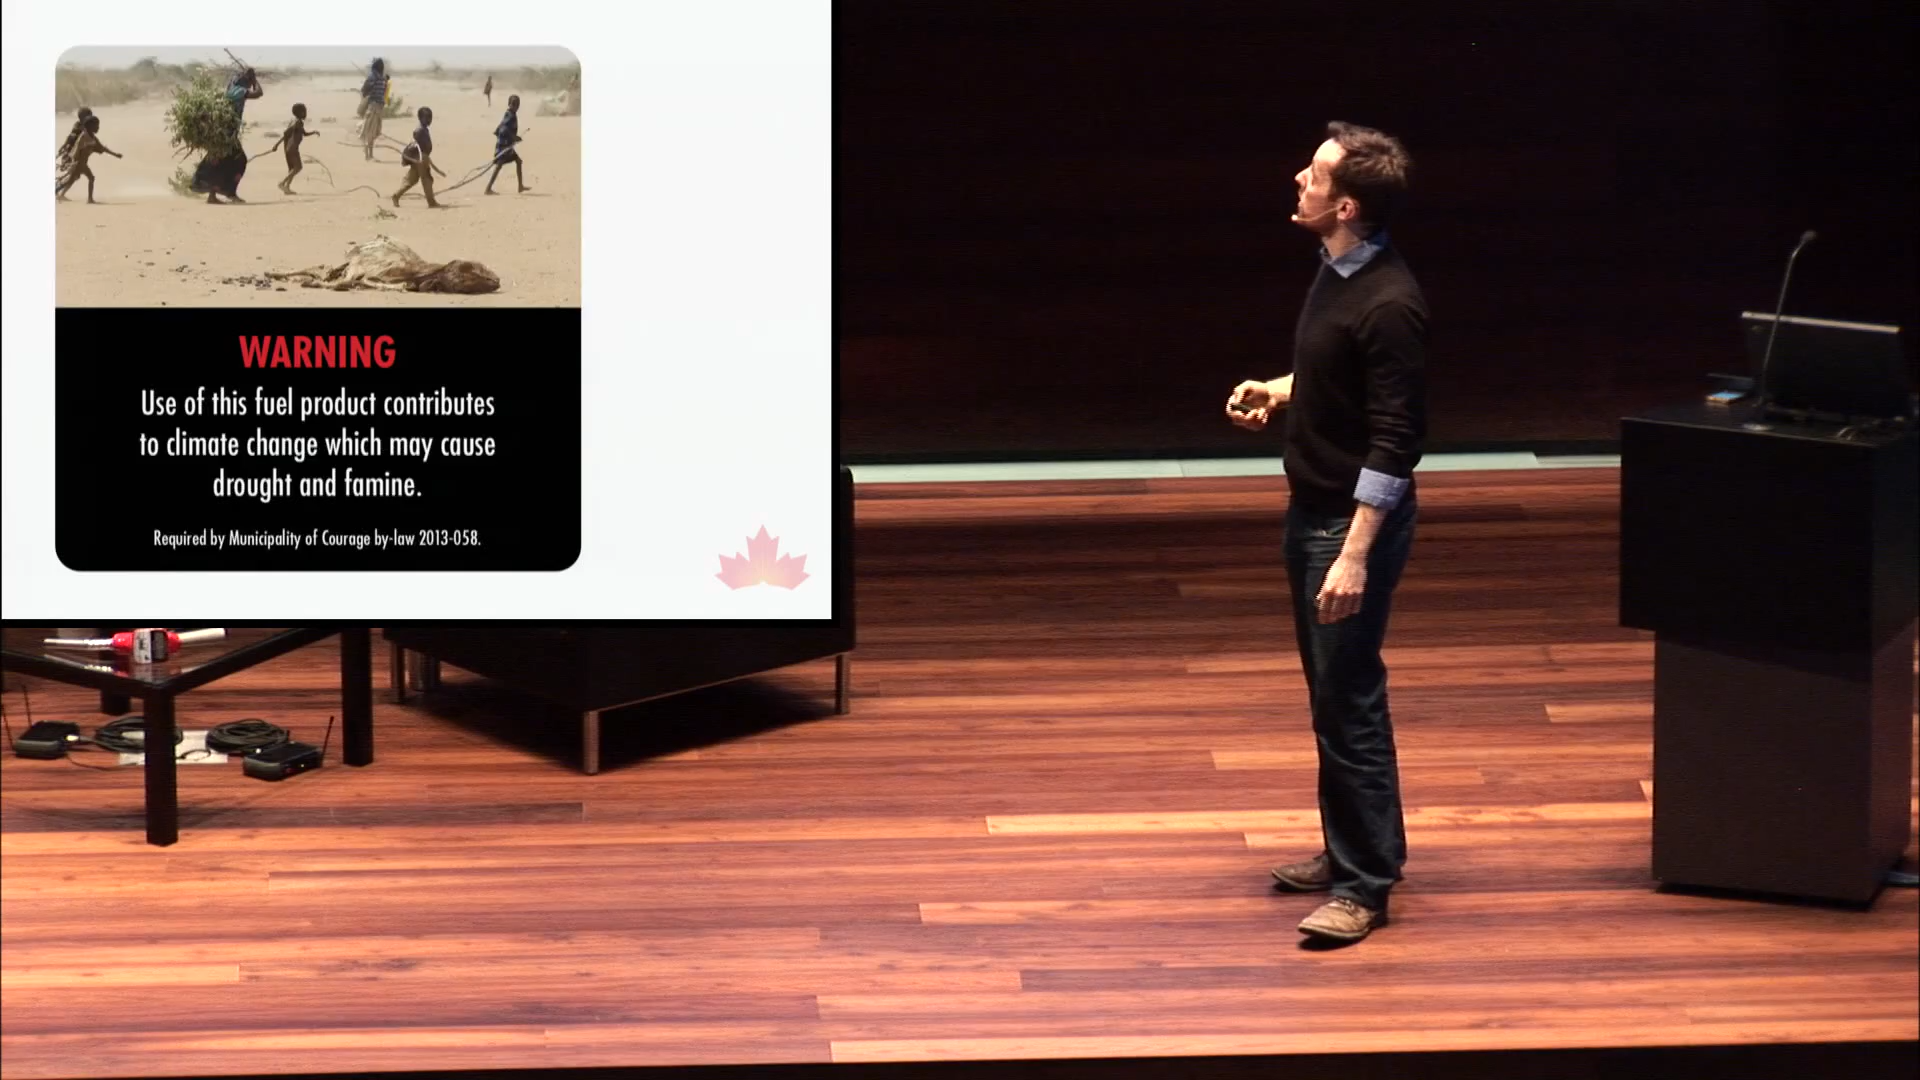 WARNING
Use of this fuel product contributes
to climate change which may cause
drought and famine.
Required by Municipality of Courage by-law 2013-058.